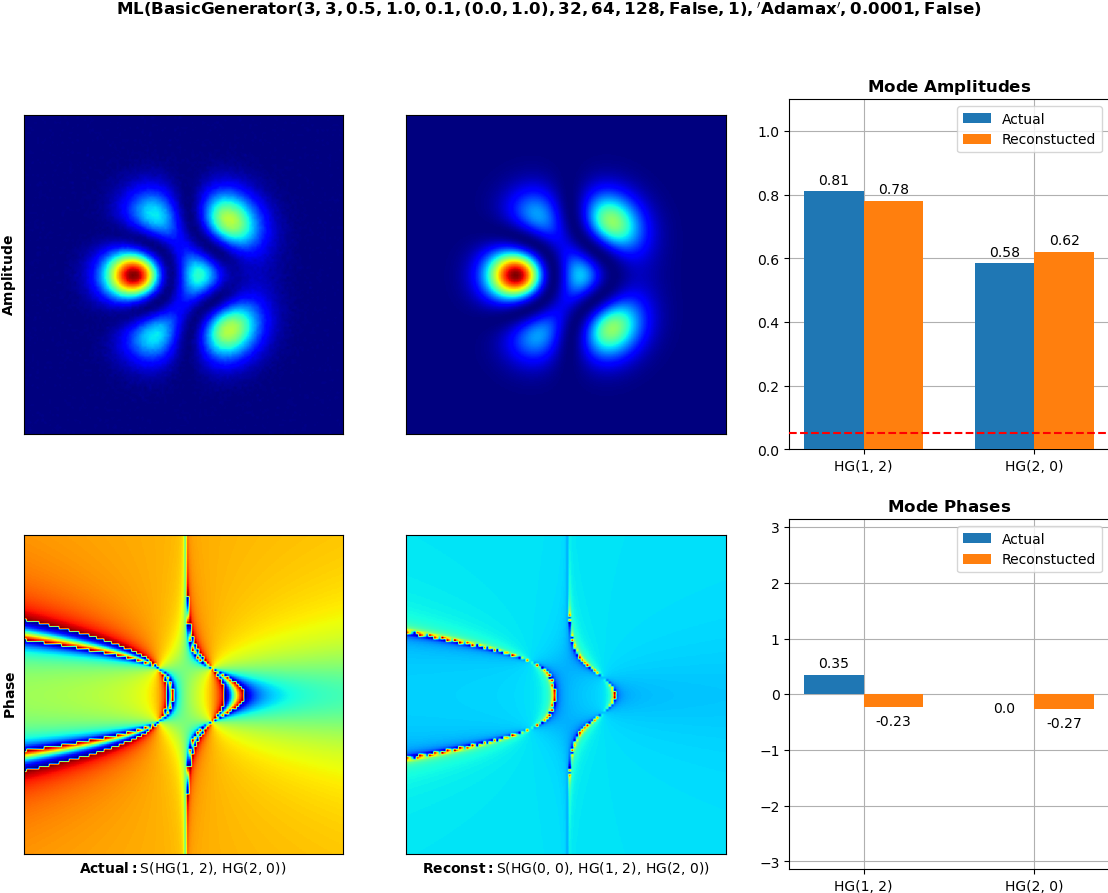 ML(BasicGenerator(3, 3, 0.5, 1.0, 0.1, (0.0, 1.0), 32, 64, 128, False, 1), ′Adamax′, 0.0001, False)
Amplitude
Mode Amplitudes
Actual
Reconstucted
1.0
0.8
0.6
0.4
0.2
0.0
0.81
0.78
0.58
0.62
HG(1, 2)
HG(2, 0)
Phase
Actual: S(HG(1, 2), HG(2, 0))
Reconst: S(HG(0, 0), HG(1, 2), HG(2, 0))
Mode Phases
Actual
Reconstucted
3
2
1
0
−1
−2
−3
0.35
-0.23
0.0
-0.27
HG(1, 2)
HG(2, 0)